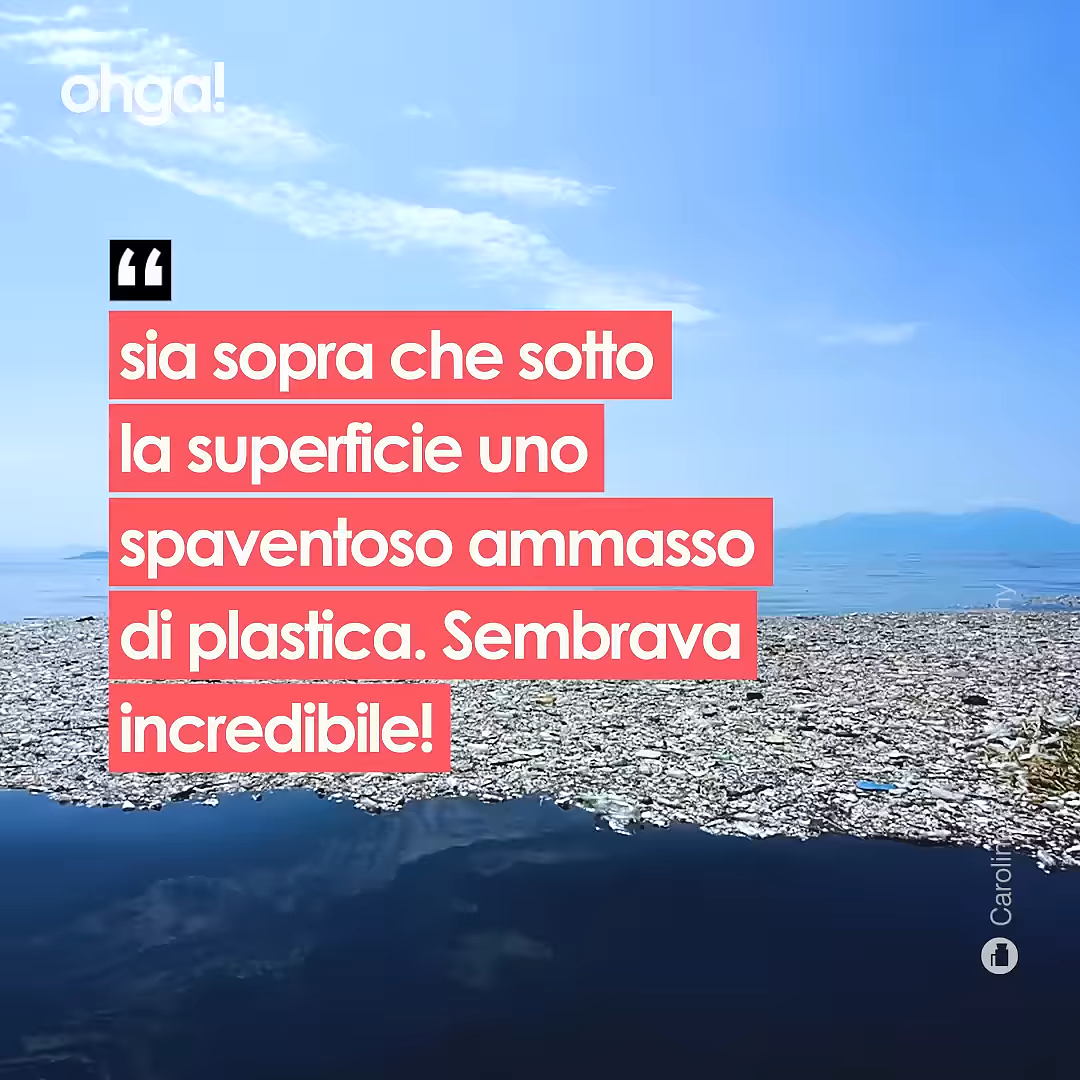 ohga!
“
sia sopra che sotto
la superficie uno
spaventoso ammasso
di plastica. Sembrava
incredibile!